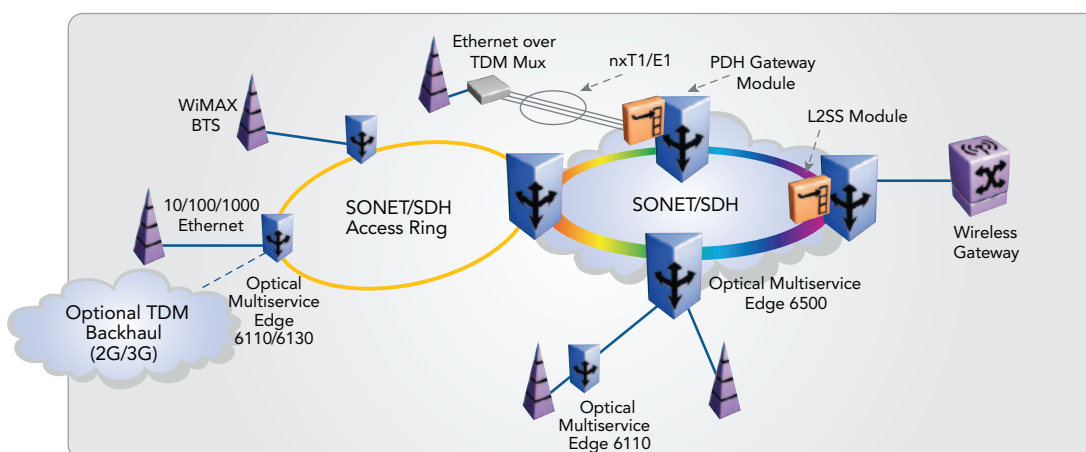 Ethernet over
TDM Mux
nxT1/E1
PDH Gateway
Module
WiMAX
BTS
L2SS Module
10/100/1000
Ethernet
SONET/SDH
Access Ring
SONET/SDH
Wireless
Gateway
Optional TDM
Backhaul
(2G/3G)
Optical
Multiservice
Edge
6110/6130
Optical Multiservice
Edge 6500
Optical
Multiservice
Edge 6110